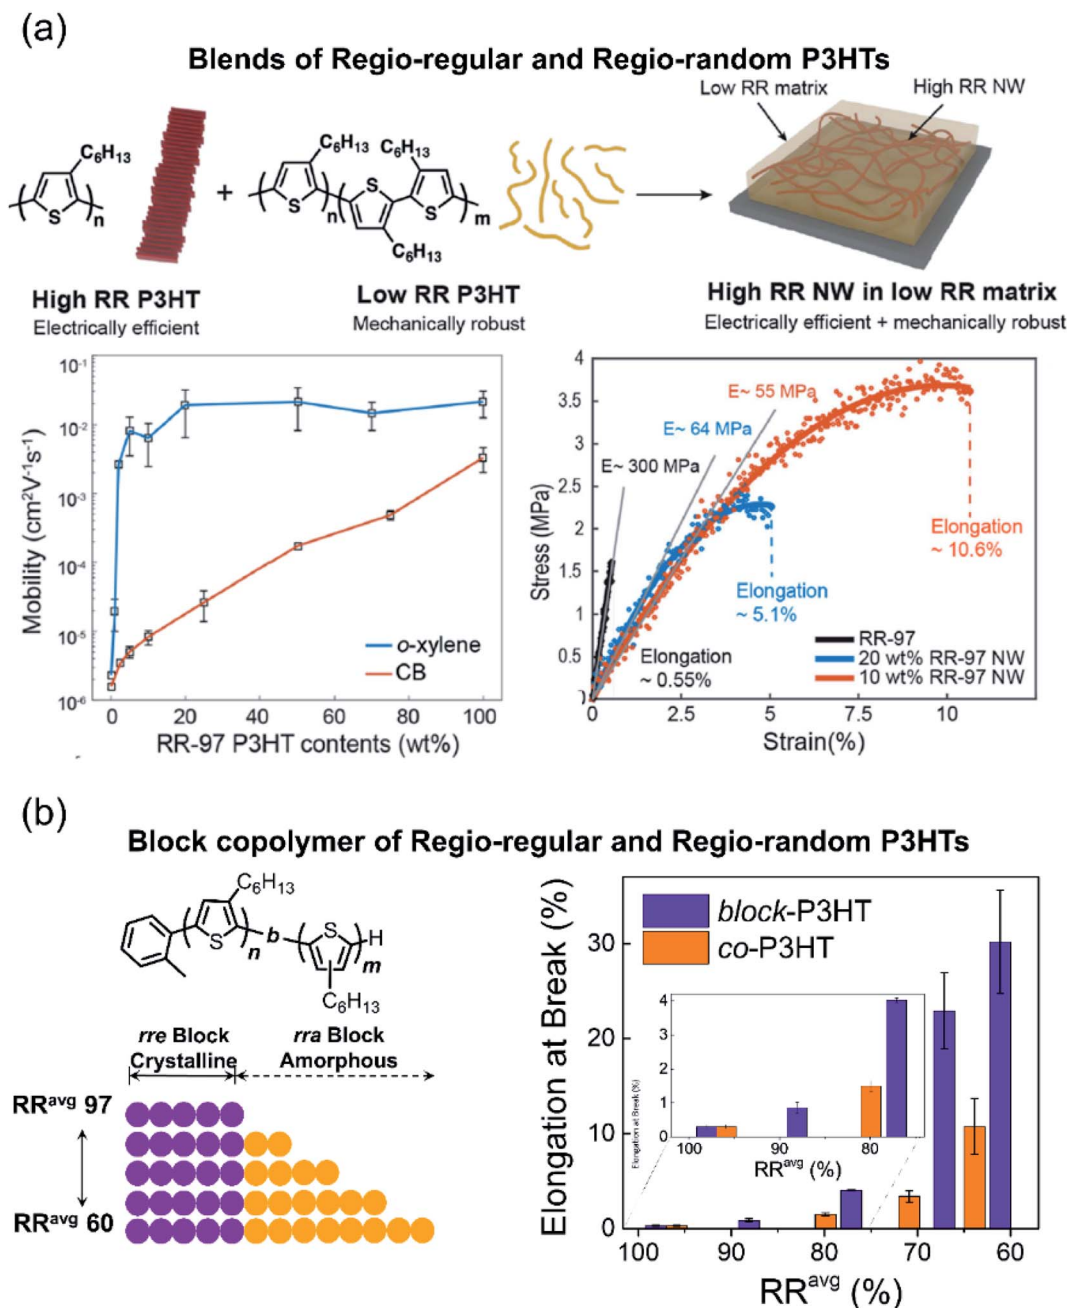 (a)
Blends of Regio-regular and Regio-random P3HTs
Low RR matrix
High RR NW
C6H13
S
n
+
C6H13
C6H13
S
S
n
S
m
C6H13
High RR P3HT
Electrically efficient
Low RR P3HT
Mechanically robust
High RR NW in low RR matrix
Electrically efficient + mechanically robust
Mobility (cm2V-1s-1)
10-1
10-2
10-3
10-4
10-5
10-6
0
20
40
60
80
100
RR-97 P3HT contents (wt%)
o-xylene
CB
Stress (MPa)
4
3.5
3
2.5
2
1.5
1
0.5
0
2.5
5
7.5
10
Strain(%)
E~ 55 MPa
E~ 64 MPa
E~ 300 MPa
Elongation
~ 10.6%
Elongation
~ 5.1%
Elongation
~ 0.55%
RR-97
20 wt% RR-97 NW
10 wt% RR-97 NW
(b)
Block copolymer of Regio-regular and Regio-random P3HTs
C6H13
S
n
b
S
H
m
C6H13
rre Block
Crystalline
rra Block
Amorphous
RRavg 97
RRavg 60
Elongation at Break (%)
30
20
10
0
100
90
80
70
60
RRavg (%)
block-P3HT
co-P3HT
Elongation at Break (%)
4
3
2
1
0
100
90
80
RRavg (%)